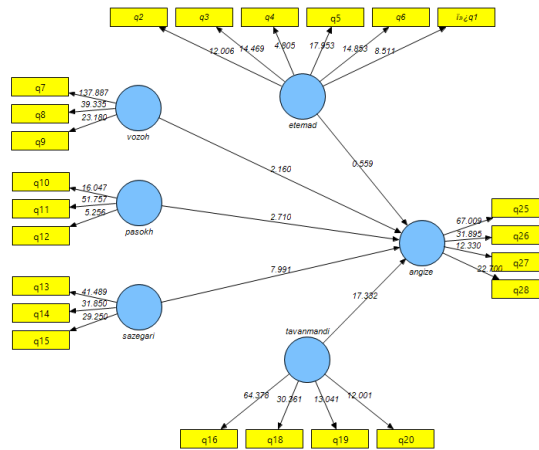 q2 q3 q4 q5 q6 ï»¿q1
12.006 14.469 4.805 17.953 14.853 8.511
etemad
q7
q8
q9
137.887
39.335
23.180
vozoh
2.160
0.559
q10
q11
q12
16.047
51.757
5.256
pasokh
2.710
q25
q26
q27
q28
67.009
31.895
12.330
22.700
angize
q13
q14
q15
41.489
31.850
29.250
sazegari
7.991
17.332
tavanmandi
64.378 30.361 13.041 12.001
q16 q18 q19 q20